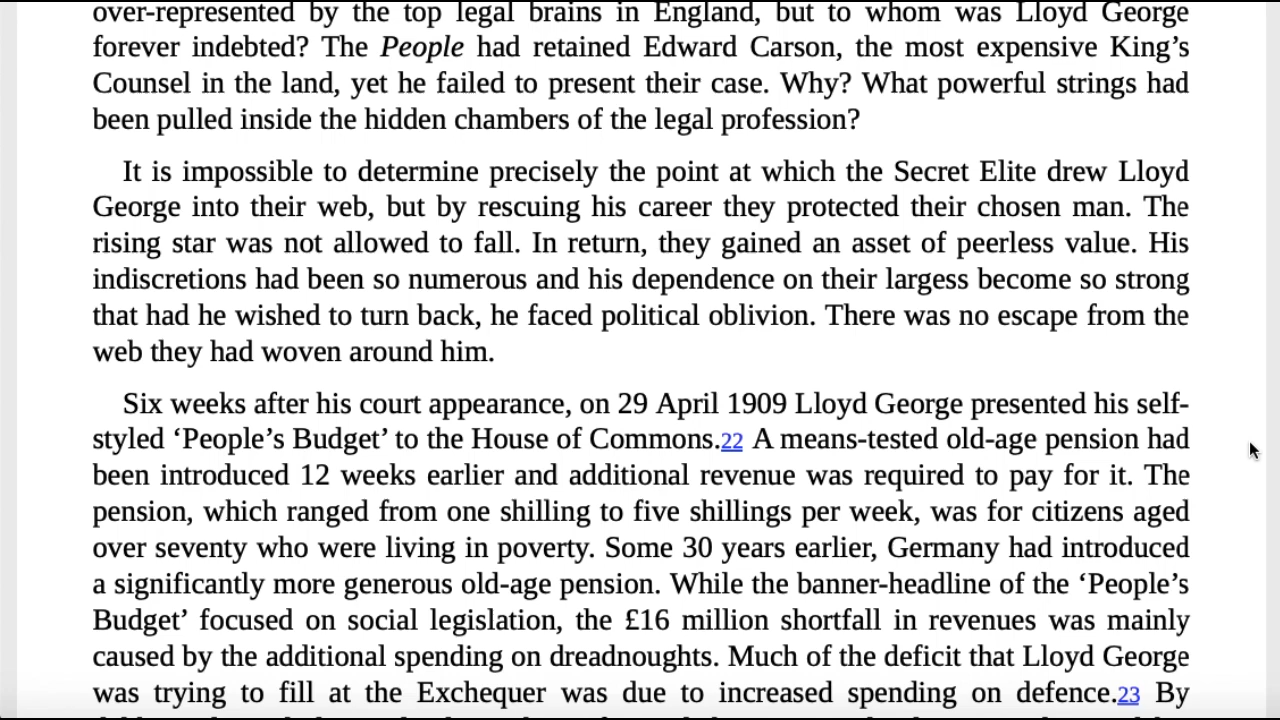 over-represented by the top legal brains in England, but to whom was Lloyd George
forever indebted? The People had retained Edward Carson, the most expensive King’s
Counsel in the land, yet he failed to present their case. Why? What powerful strings had
been pulled inside the hidden chambers of the legal profession?
It is impossible to determine precisely the point at which the Secret Elite drew Lloyd
George into their web, but by rescuing his career they protected their chosen man. The
rising star was not allowed to fall. In return, they gained an asset of peerless value. His
indiscretions had been so numerous and his dependence on their largess become so strong
that had he wished to turn back, he faced political oblivion. There was no escape from the
web they had woven around him.
Six weeks after his court appearance, on 29 April 1909 Lloyd George presented his self-
styled ‘People’s Budget’ to the House of Commons.22 A means-tested old-age pension had
been introduced 12 weeks earlier and additional revenue was required to pay for it. The
pension, which ranged from one shilling to five shillings per week, was for citizens aged
over seventy who were living in poverty. Some 30 years earlier, Germany had introduced
a significantly more generous old-age pension. While the banner-headline of the ‘People’s
Budget’ focused on social legislation, the £16 million shortfall in revenues was mainly
caused by the additional spending on dreadnoughts. Much of the deficit that Lloyd George
was trying to fill at the Exchequer was due to increased spending on defence.23 By